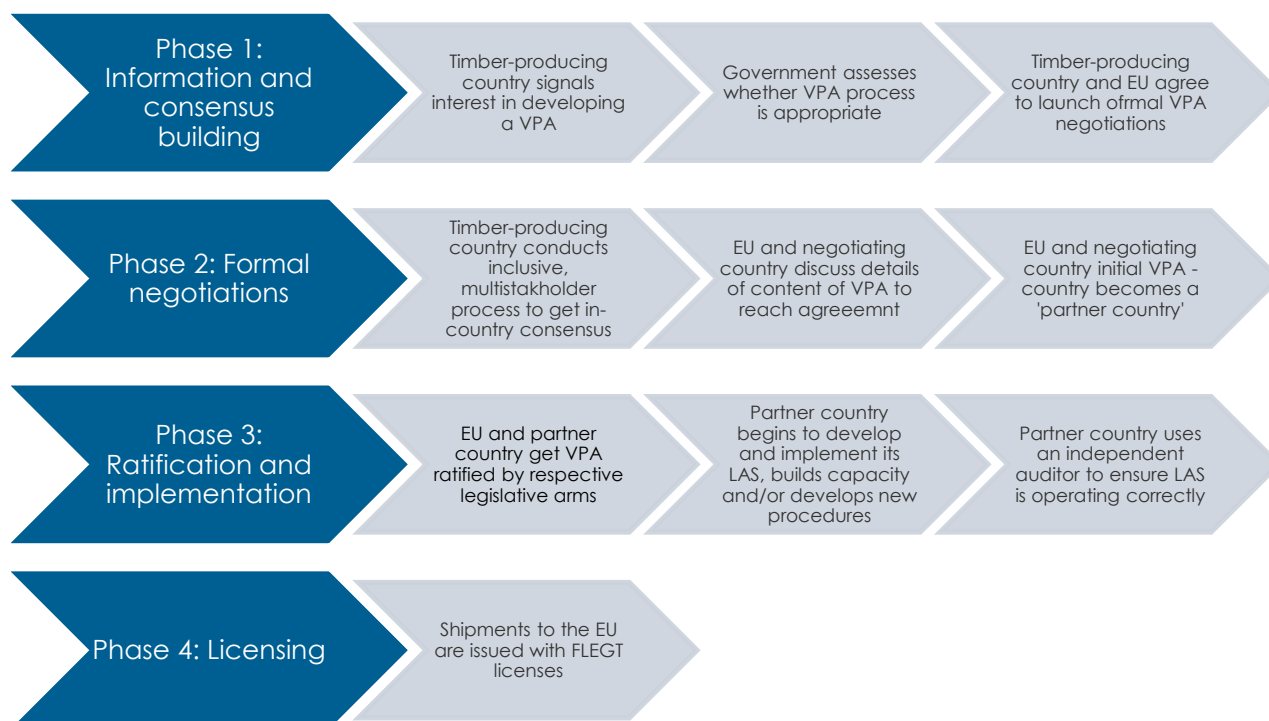 Phase 1:
Information and
consensus
building
Timber-producing
country signals
interest in developing
a VPA
Government assesses
whether VPA process
is appropriate
Timber-producing
country and EU agree
to launch ofrmal VPA
negotiations
Phase 2: Formal
negotiations
Timber-producing
country conducts
inclusive,
multistakholder
process to get in-
country consensus
EU and negotiating
country discuss details
of content of VPA to
reach agreeemnt
EU and negotiating
country initial VPA -
country becomes a
'partner country'
Phase 3:
Ratification and
implementation
EU and partner
country get VPA
ratified by respective
legislative arms
Partner country
begins to develop
and implement its
LAS, builds capacity
and/or develops new
procedures
Partner country uses
an independent
auditor to ensure LAS
is operating correctly
Phase 4: Licensing
Shipments to the EU
are issued with FLEGT
licenses